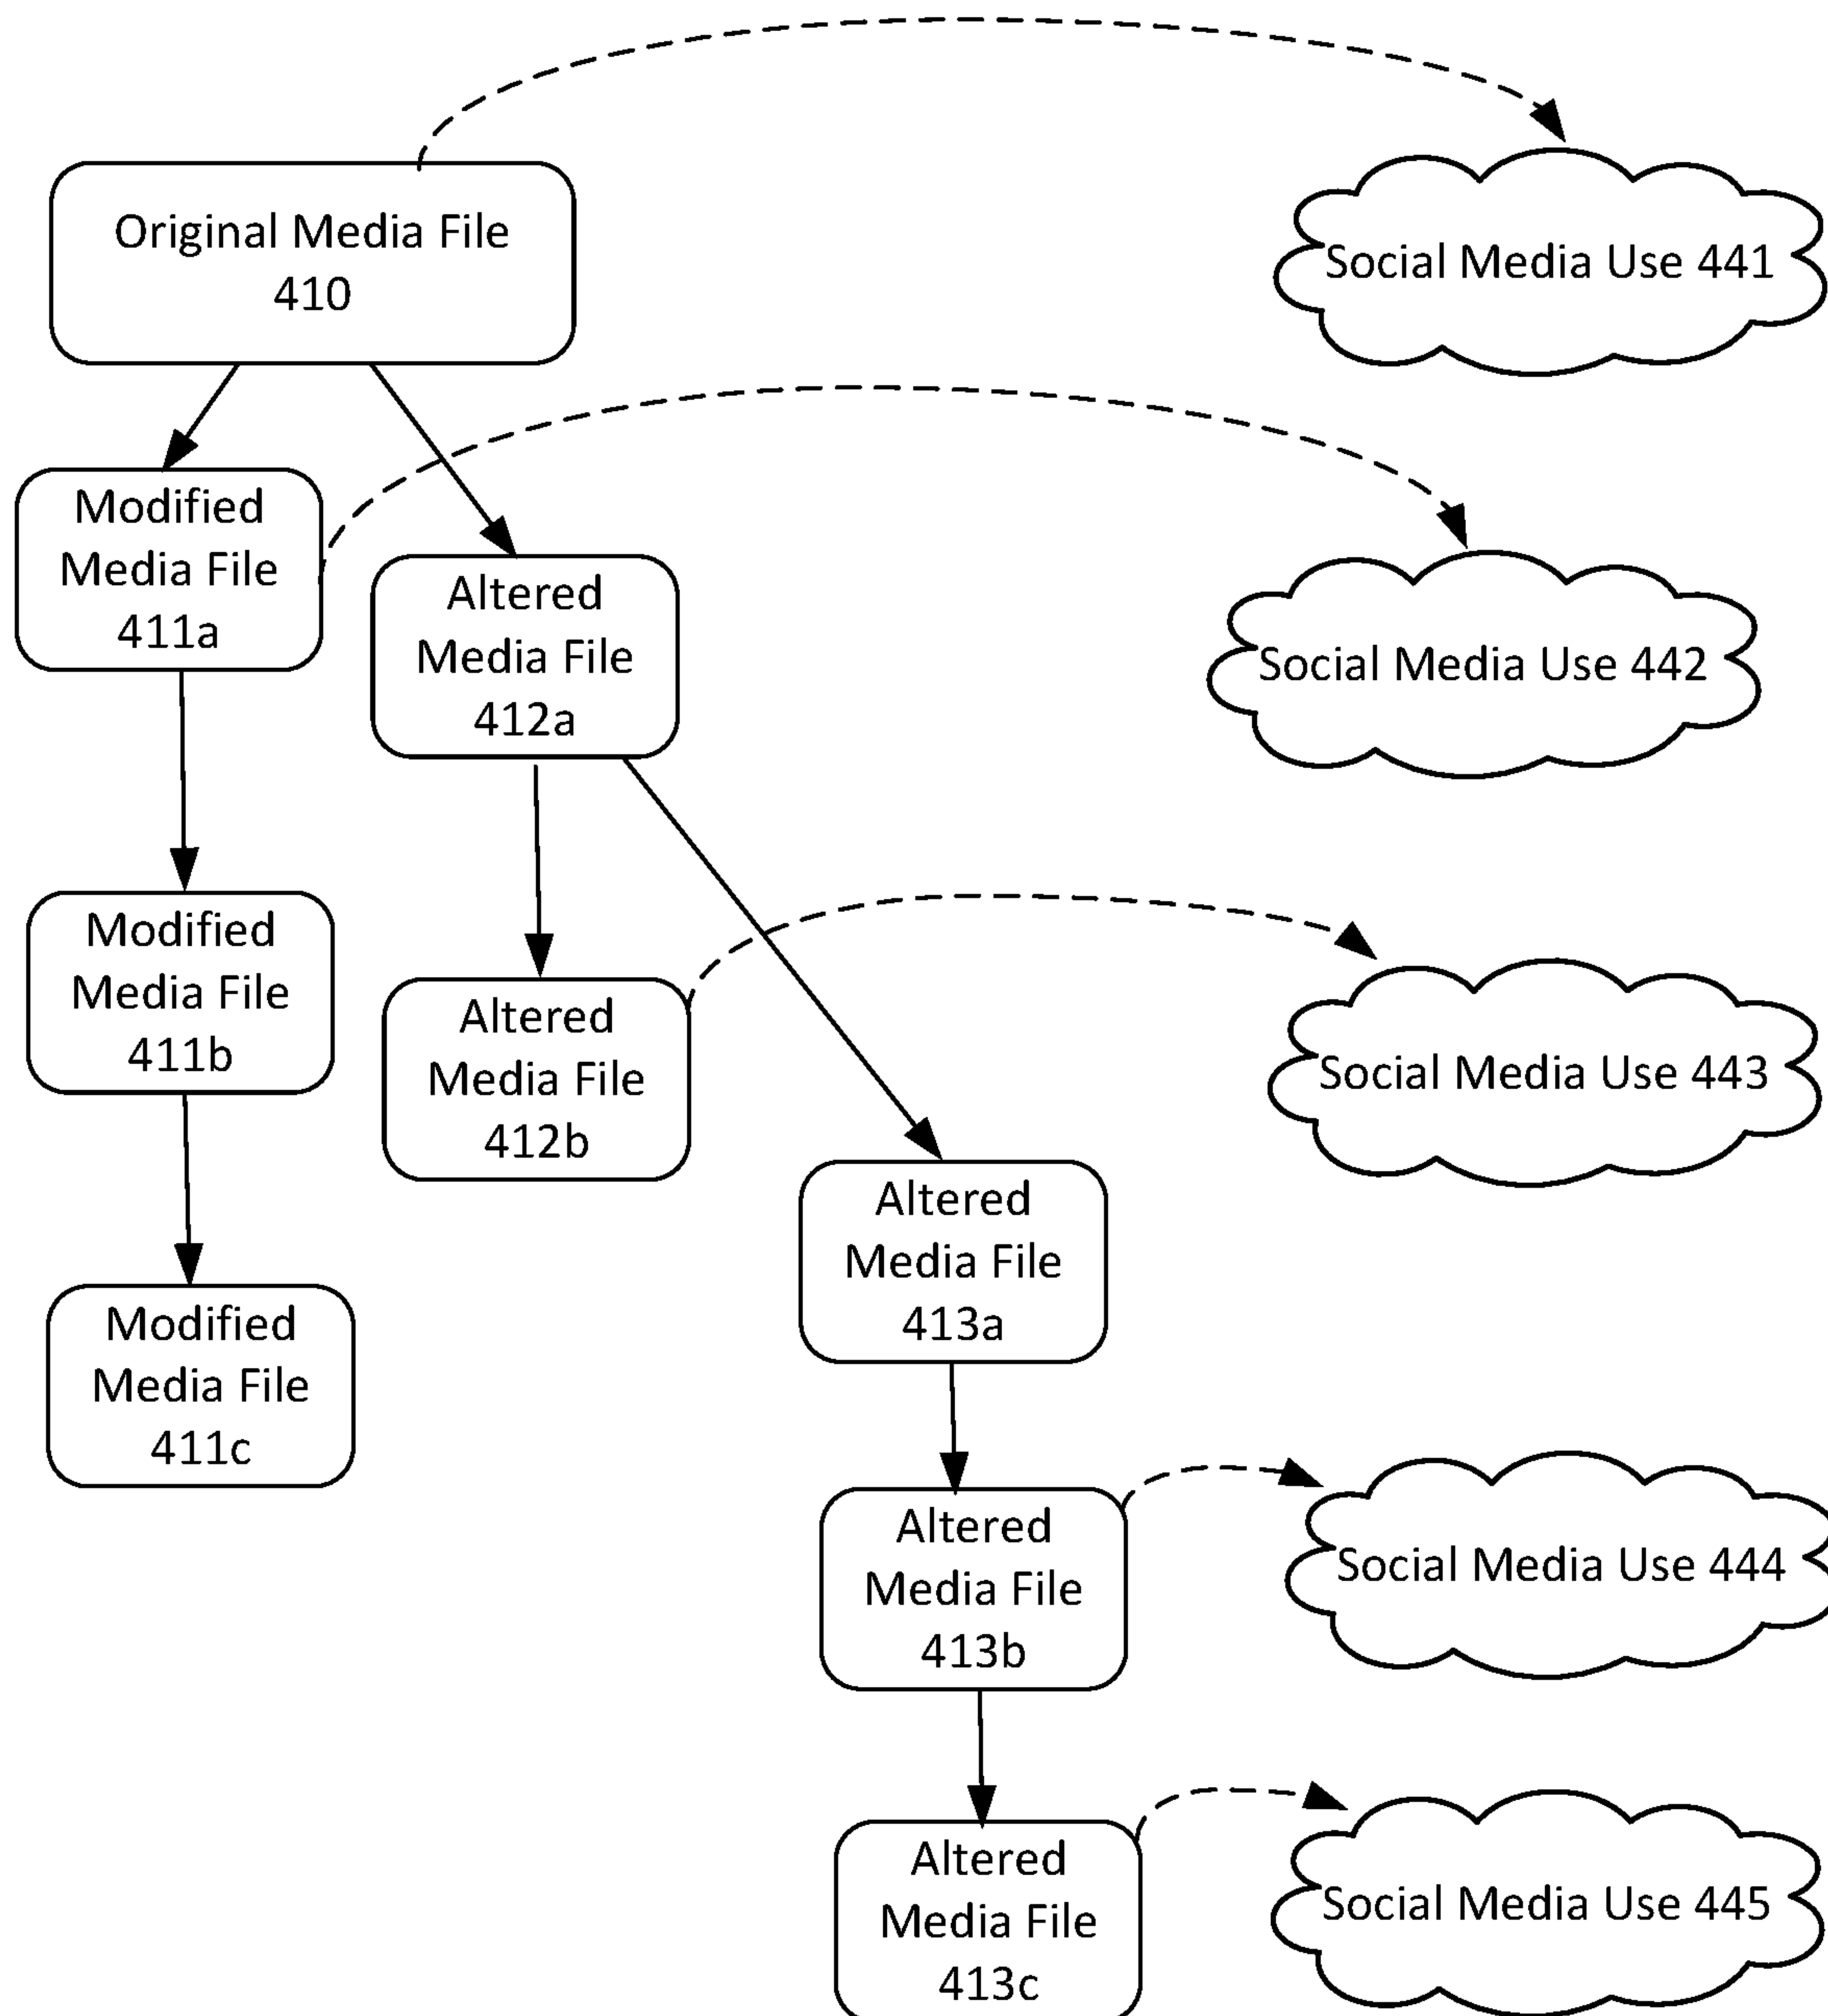 Original Media File
410
Social Media Use 441
Modified
Media File
411a
Altered
Media File
412a
Social Media Use 442
Modified
Media File
411b
Altered
Media File
412b
Social Media Use 443
Altered
Media File
413a
Modified
Media File
411c
Altered
Media File
413b
Social Media Use 444
Altered
Media File
413c
Social Media Use 445